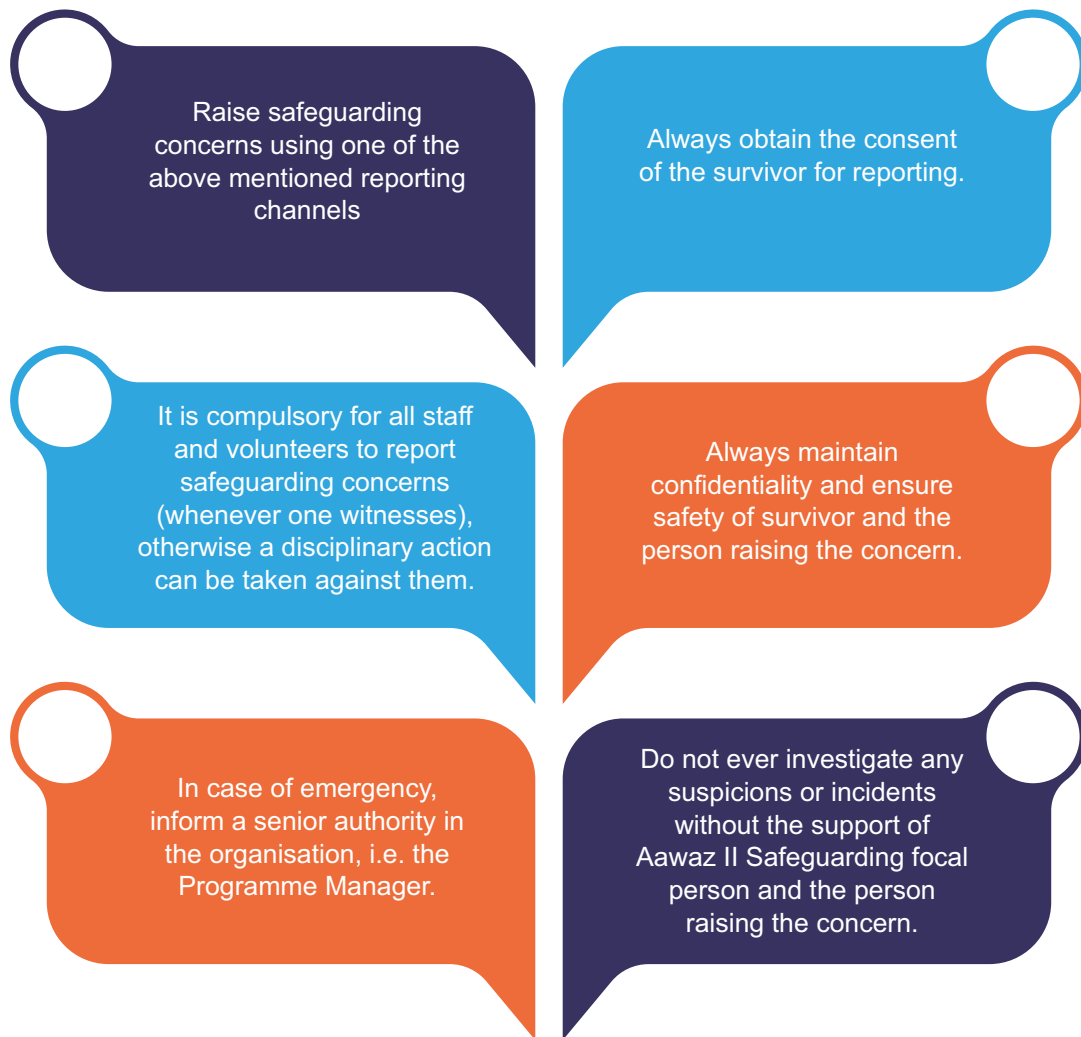 Raise safeguarding
concerns using one of the
above mentioned reporting
channels
Always obtain the consent
of the survivor for reporting.
It is compulsory for all staff
and volunteers to report
safeguarding concerns
(whenever one witnesses),
otherwise a disciplinary action
can be taken against them.
Always maintain
confidentiality and ensure
safety of survivor and the
person raising the concern.
In case of emergency,
inform a senior authority in
the organisation, i.e. the
Programme Manager.
Do not ever investigate any
suspicions or incidents
without the support of
Aawaz II Safeguarding focal
person and the person
raising the concern.